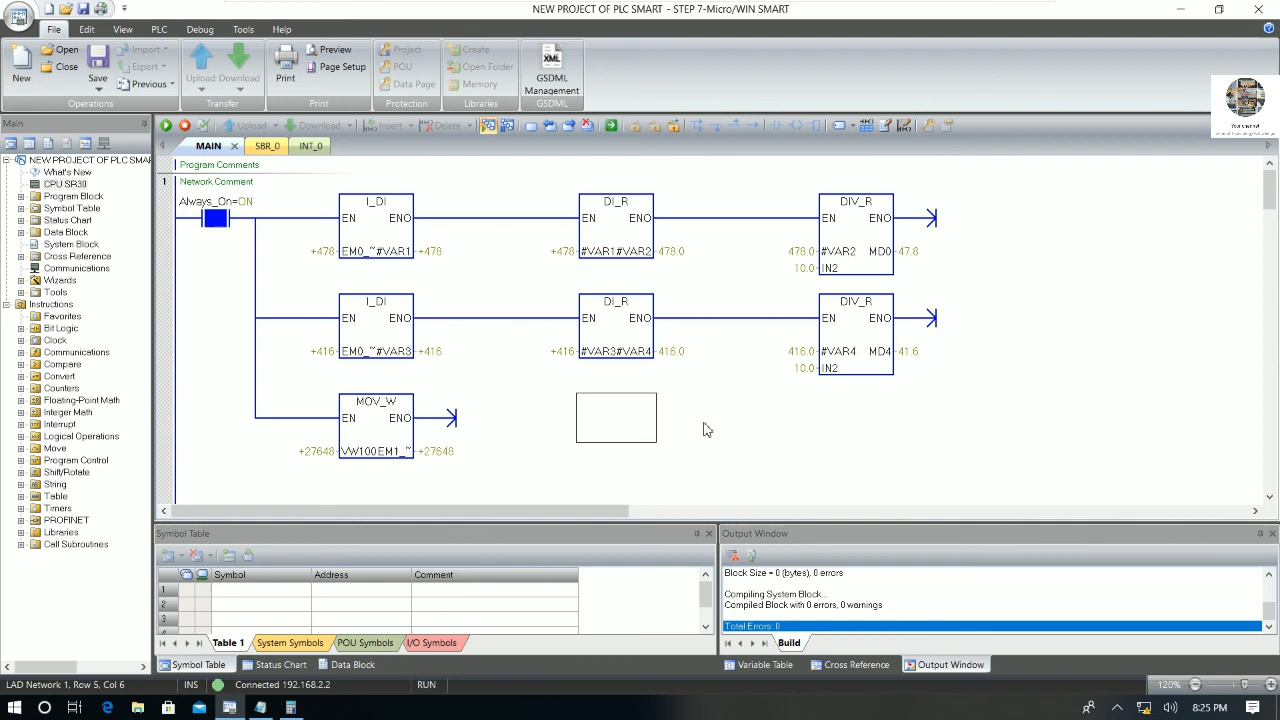 NEW PROJECT OF PLC SMART - STEP 7-Micro/WIN SMART
File Edit View PLC Debug Tools Help
New
Open
Close
Save
Import
Export
Previous
Operations
Upload Download
Transfer
Print
Preview
Page Setup
Print
Project
POU
Data Page
Protection
Create
Open Folder
Memory
Libraries
XML
GSDML
Management
GSDML
Your channel
General Technology Knowledge
Main
Upload Download Insert Delete
MAIN SBR_0 INT_0
NEW PROJECT OF PLC SMAR
What's New
CPU SR30
Program Block
Symbol Table
Status Chart
Data Block
System Block
Cross Reference
Communications
Wizards
Tools
Instructions
Favorites
Bit Logic
Clock
Communications
Compare
Convert
Counters
Floating-Point Math
Integer Math
Interrupt
Logical Operations
Move
Program Control
Shift/Rotate
String
Table
Timers
PROFINET
Libraries
Call Subroutines
Program Comments
1 Network Comment
Always_On=ON
I_DI DI_R DIV_R
EN ENO EN ENO EN ENO
+478 EM0_~#VAR1 +478 +478 #VAR1#VAR2 478.0 478.0 #VAR2 MD0 47.8
10.0 IN2
I_DI DI_R DIV_R
EN ENO EN ENO EN ENO
+416 EM0_~#VAR3 +416 +416 #VAR3#VAR4 416.0 416.0 #VAR4 MD4 41.6
10.0 IN2
MOV_W
EN ENO
+27648 VW100EM1_~ +27648
Symbol Table
Symbol Address Comment
1
2
3
4
Table 1 System Symbols POU Symbols I/O Symbols
Symbol Table Status Chart Data Block
Output Window
Block Size = 0 (bytes), 0 errors
Compiling System Block...
Compiled Block with 0 errors, 0 warnings
Total Errors: 0
Build
Variable Table Cross Reference Output Window
LAD Network 1, Row 5, Col 6 INS Connected 192.168.2.2 RUN 120%
8:25 PM